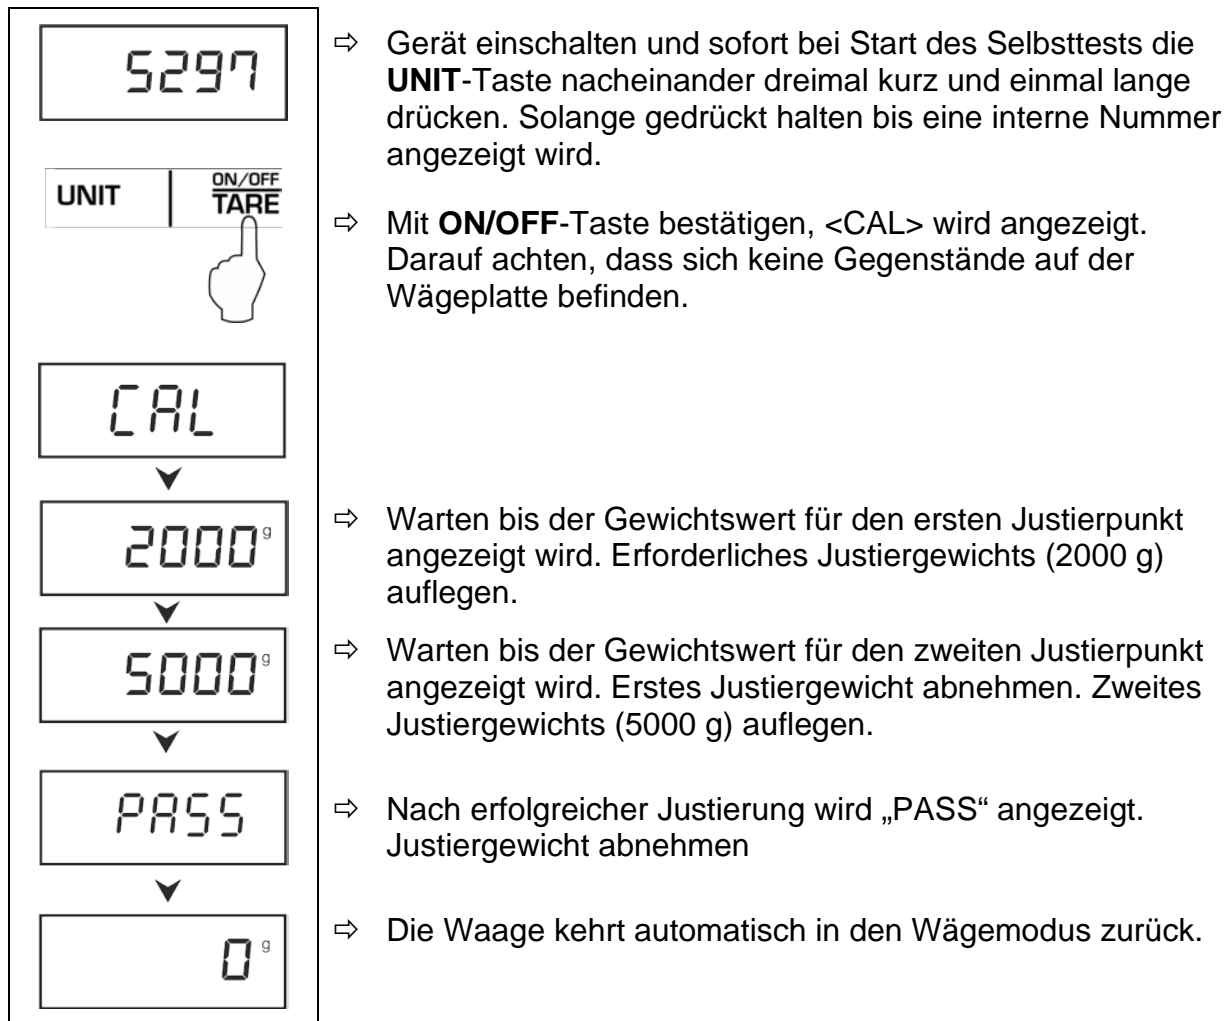 5297
⇨ Gerät einschalten und sofort bei Start des Selbsttests die
UNIT-Taste nacheinander dreimal kurz und einmal lange
drücken. Solange gedrückt halten bis eine interne Nummer
angezeigt wird.
UNIT
ON/OFF
TARE
⇨ Mit ON/OFF-Taste bestätigen, <CAL> wird angezeigt.
Darauf achten, dass sich keine Gegenstände auf der
Wägeplatte befinden.
CAL
2000 g
⇨ Warten bis der Gewichtswert für den ersten Justierpunkt
angezeigt wird. Erforderliches Justiergewichts (2000 g)
auflegen.
5000 g
⇨ Warten bis der Gewichtswert für den zweiten Justierpunkt
angezeigt wird. Erstes Justiergewicht abnehmen. Zweites
Justiergewichts (5000 g) auflegen.
PASS
⇨ Nach erfolgreicher Justierung wird „PASS“ angezeigt.
Justiergewicht abnehmen
0 g
⇨ Die Waage kehrt automatisch in den Wägemodus zurück.